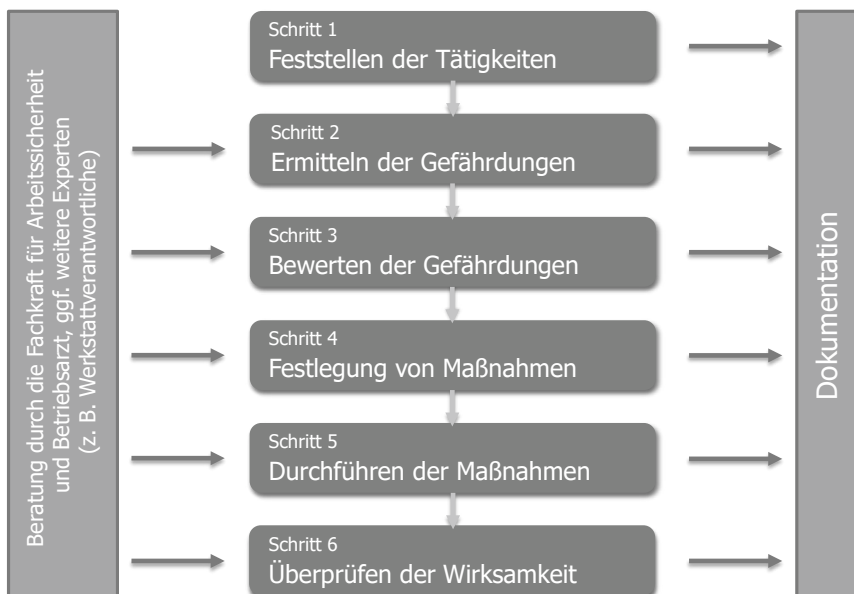 Beratung durch die Fachkraft für Arbeitssicherheit
und Betriebsarzt, ggf. weitere Experten
(z. B. Werkstattverantwortliche)
Schritt 1
Feststellen der Tätigkeiten
Schritt 2
Ermitteln der Gefährdungen
Schritt 3
Bewerten der Gefährdungen
Schritt 4
Festlegung von Maßnahmen
Schritt 5
Durchführen der Maßnahmen
Schritt 6
Überprüfen der Wirksamkeit
Dokumentation